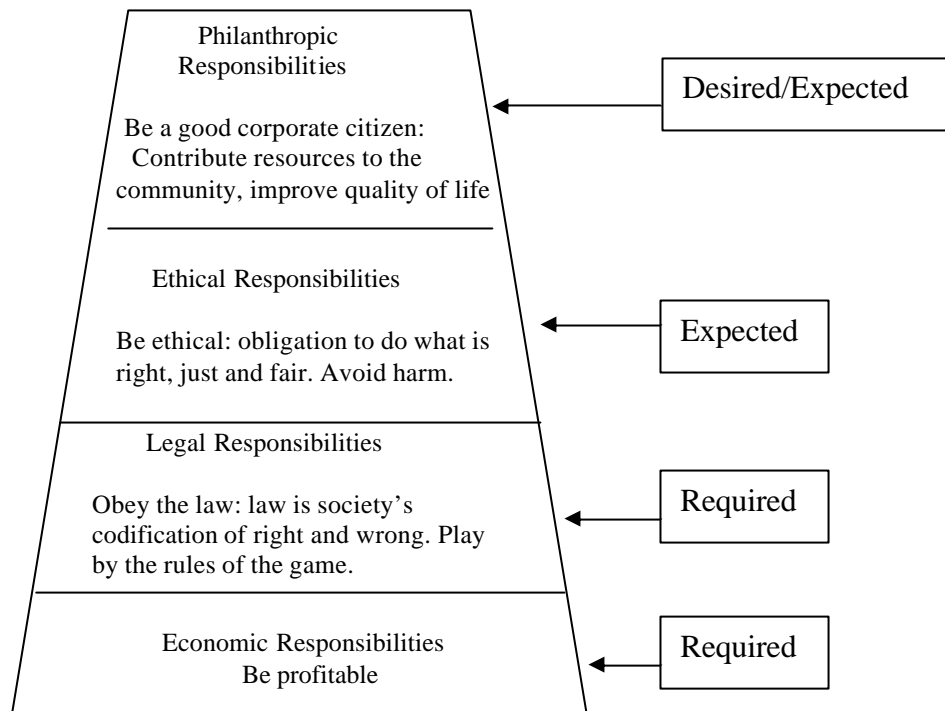 Philanthropic
Responsibilities
Desired/Expected
Be a good corporate citizen:
Contribute resources to the
community, improve quality of life
Ethical Responsibilities
Expected
Be ethical: obligation to do what is
right, just and fair. Avoid harm.
Legal Responsibilities
Required
Obey the law: law is society’s
codification of right and wrong. Play
by the rules of the game.
Economic Responsibilities
Be profitable
Required